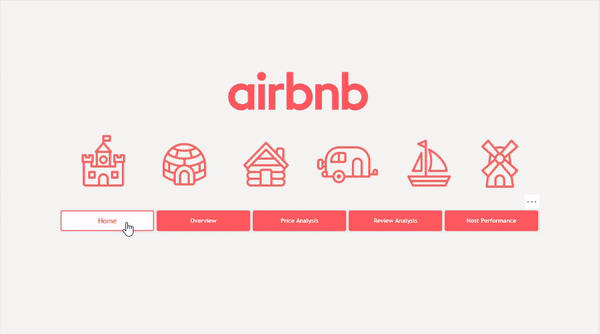 airbnb
Home
Overview
Price Analysis
Review Analysis
Host Performance